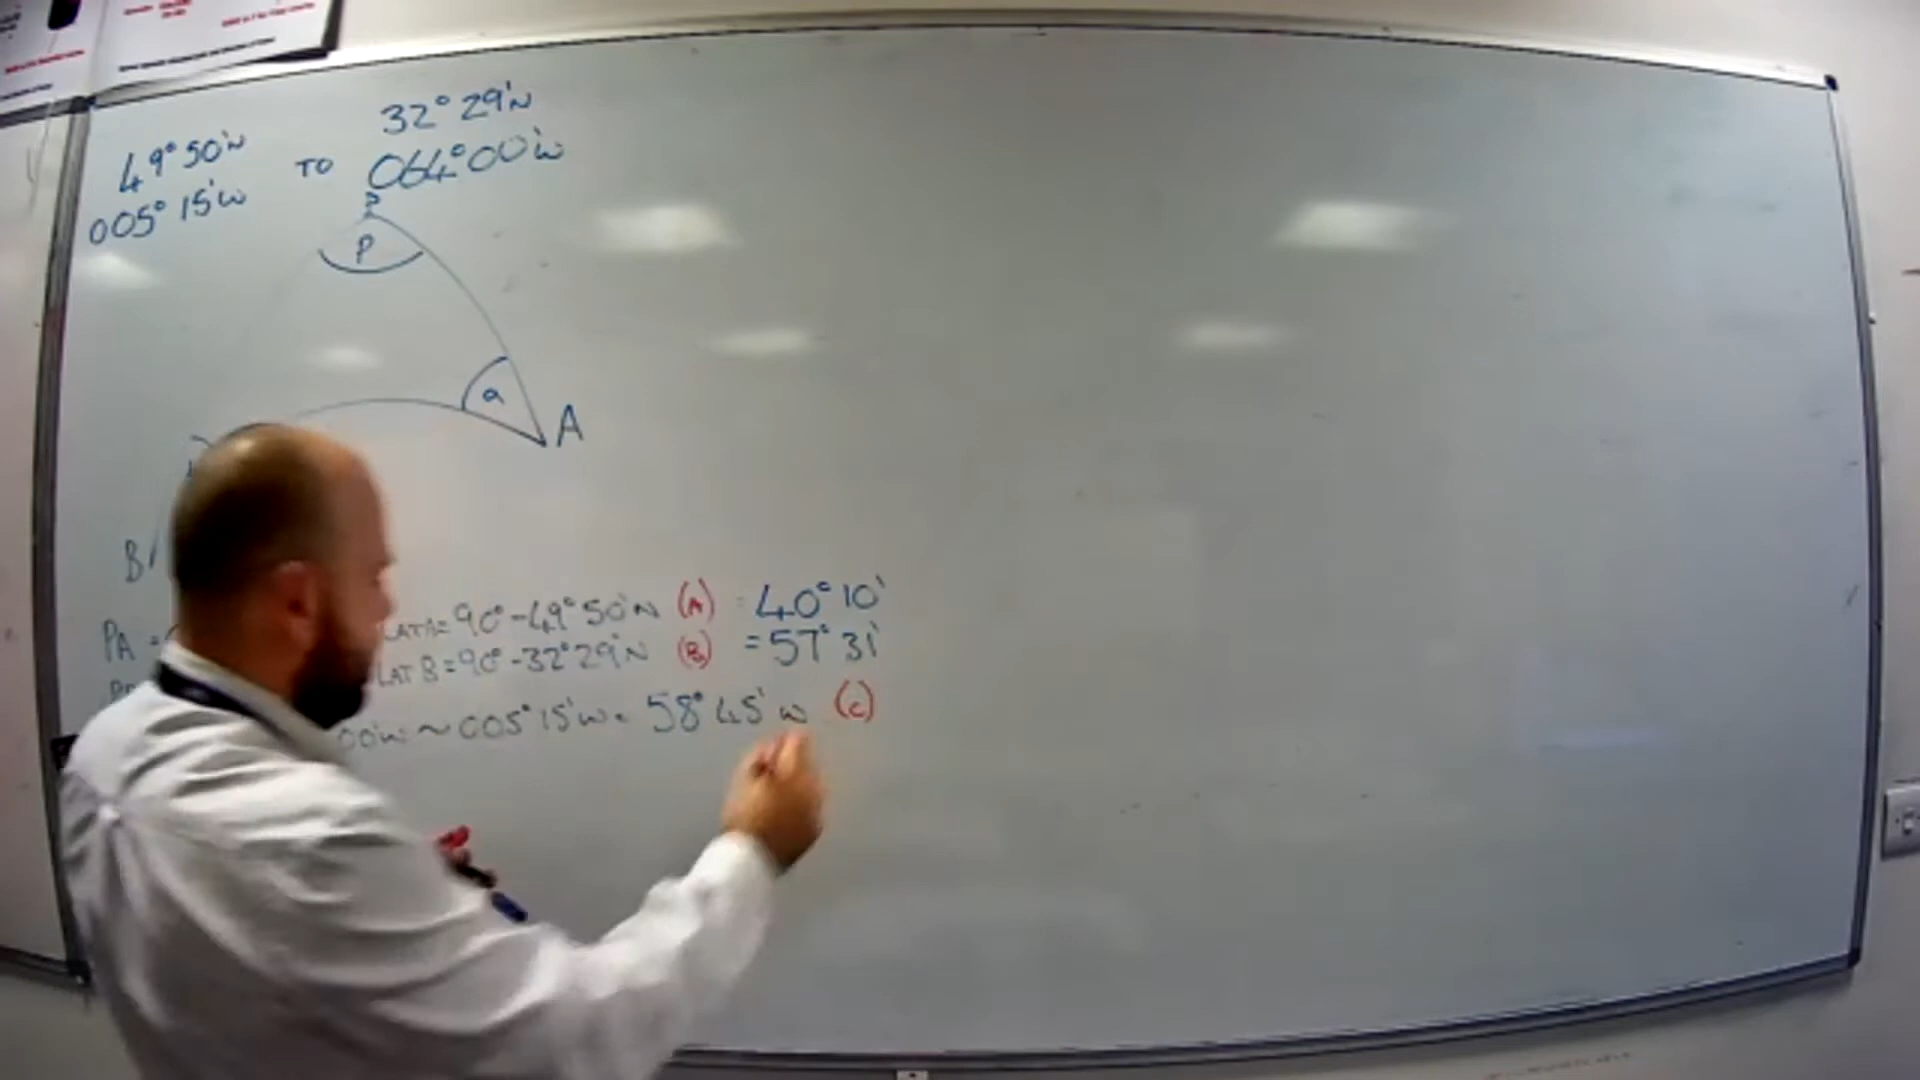 49°50'N
005°15'W
TO
32°29'N
064°00'W
P
P
a
A
B
PA =
LAT A = 90° - 49°50'N (A) = 40°10'
LAT B = 90° - 32°29'N (B) = 57°31'
00'W ~ 005°15'W = 58°45'W (C)